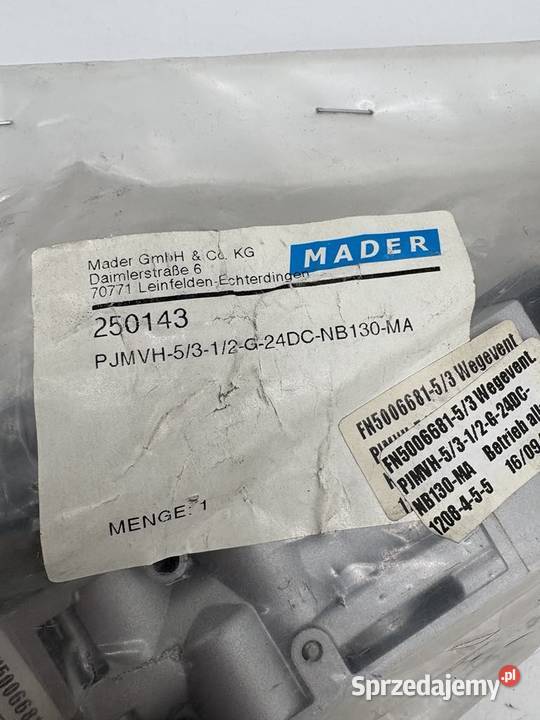 Mader GmbH & Co. KG
Daimlerstraße 6
70771 Leinfelden-Echterdingen
MADER
250143
PJMVH-5/3-1/2-G-24DC-NB130-MA
MENGE: 1
FN5006681-5/3 Wegevent
FN5006681-5/3 Wegevent.
PJMVH-5/3-1/2-G-24DC-
NB130-MA Betrieb all
1208-4-5-5 16/09/
Sprzedajemy.pl